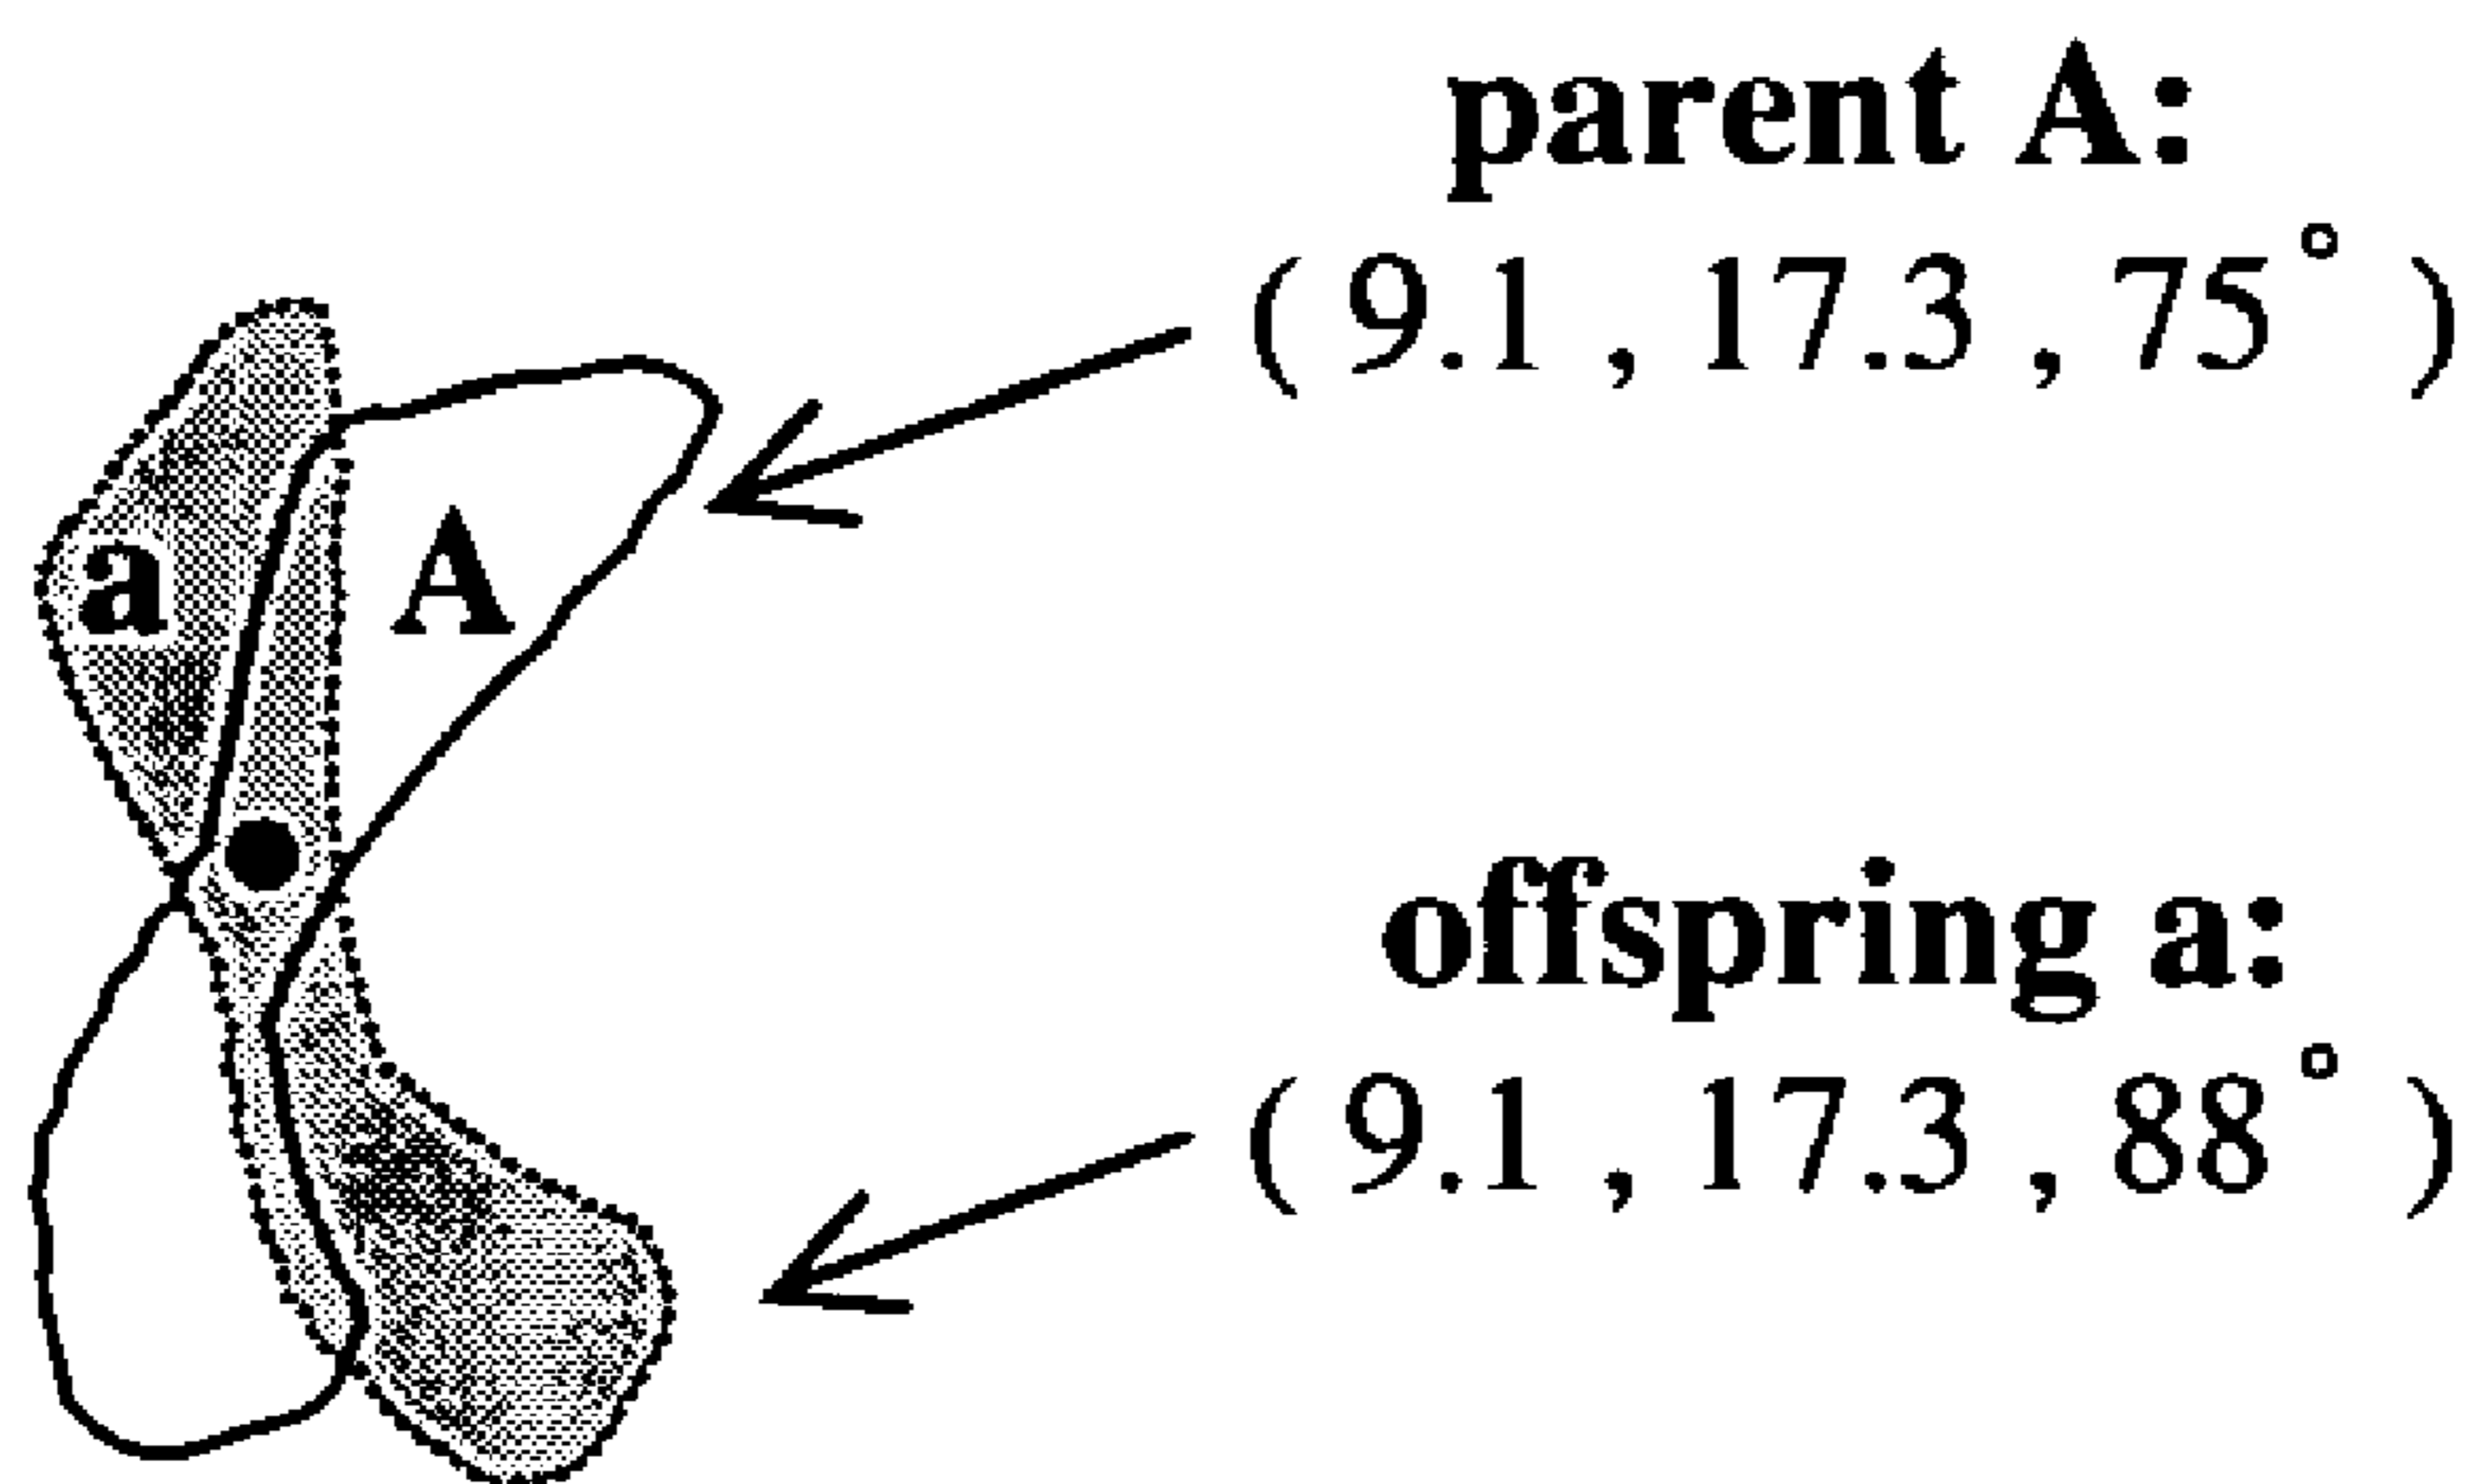 parent A:
( 9.1 , 17.3 , 75° )
a
A
offspring a:
( 9.1 , 17.3 , 88° )